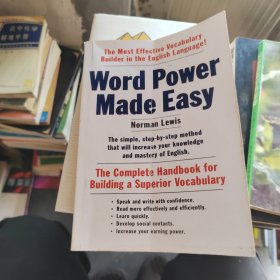 The Most Effective Vocabulary
Builder in the English Language!
Word Power
Made Easy
Norman Lewis
The simple, step-by-step method
that will increase your knowledge
and mastery of English.
The Complete Handbook for
Building a Superior Vocabulary
• Speak and write with confidence.
• Read more effectively and efficiently.
• Learn quickly.
• Develop social contacts.
• Increase your earning power.